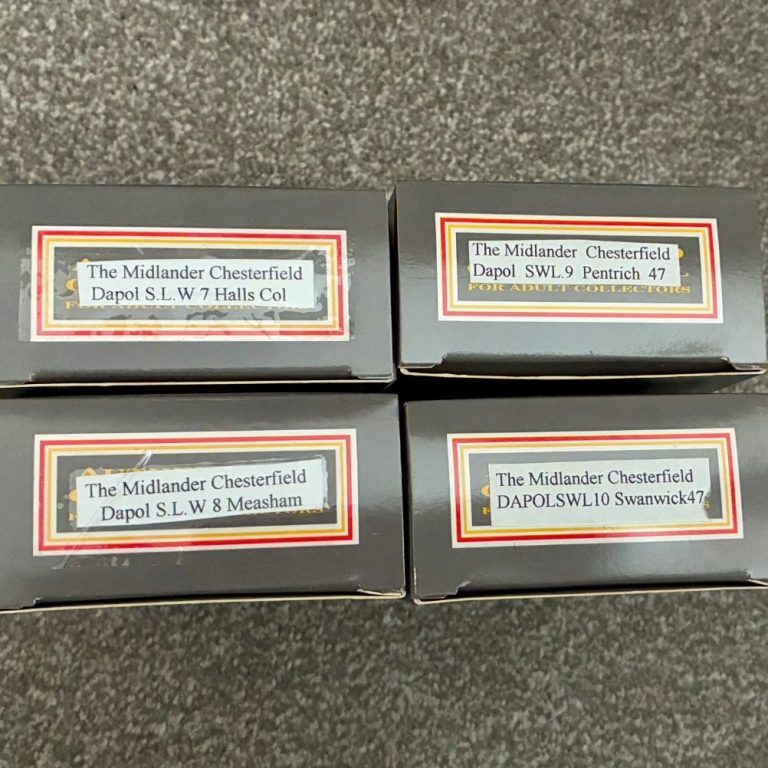 The Midlander Chesterfield
Dapol S.L.W 7 Halls Col
The Midlander Chesterfield
Dapol SWL.9 Pentrich 47
FOR ADULT COLLECTORS
The Midlander Chesterfield
Dapol S.L.W 8 Measham
The Midlander Chesterfield
DAPOLSWL10 Swanwick47